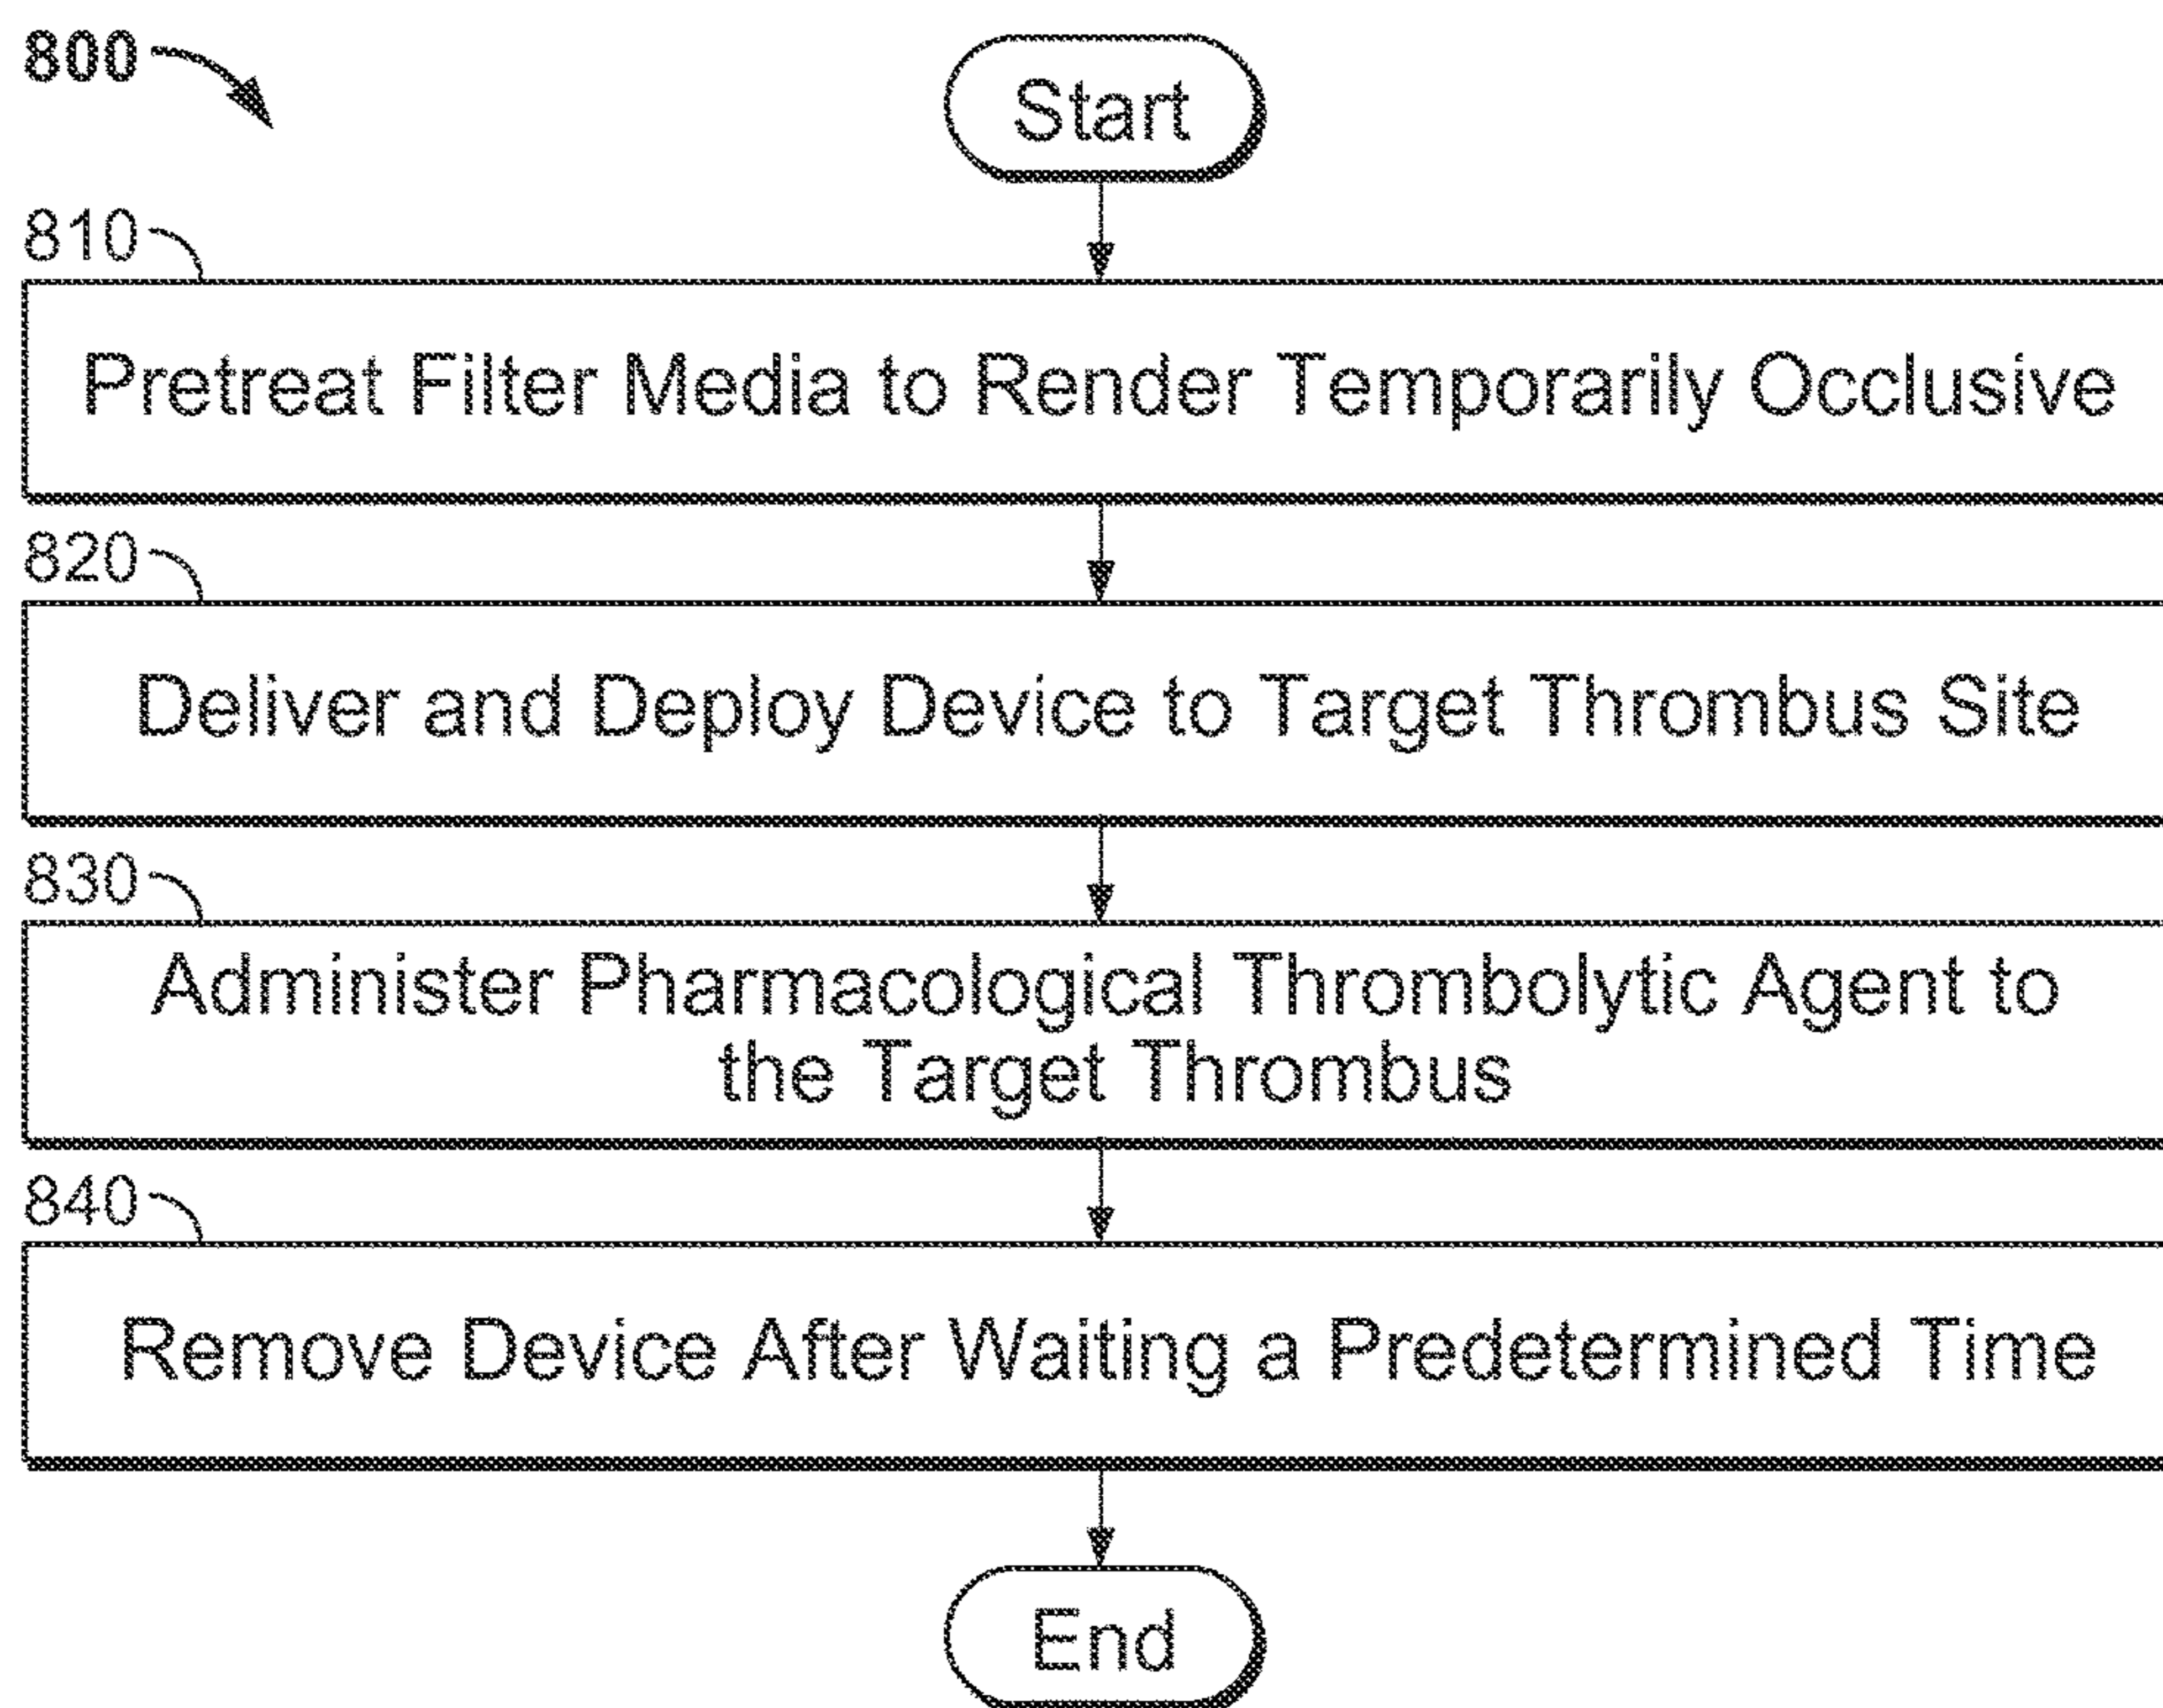 800
Start
810
Pretreat Filter Media to Render Temporarily Occlusive
820
Deliver and Deploy Device to Target Thrombus Site
830
Administer Pharmacological Thrombolytic Agent to
the Target Thrombus
840
Remove Device After Waiting a Predetermined Time
End